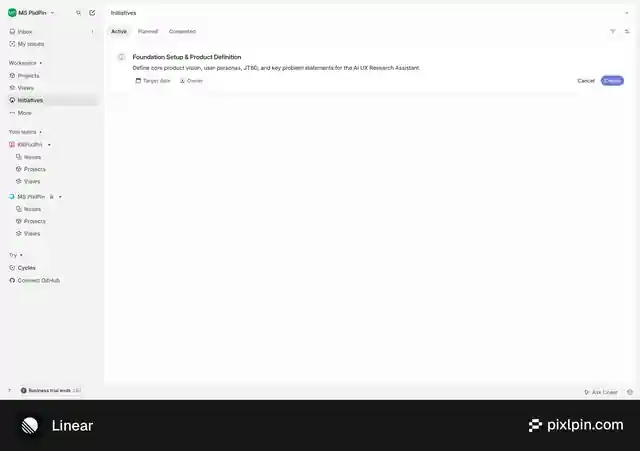 MS PixlPin
Inbox
My issues
Workspace
Projects
Views
Initiatives
More
Your teams
Issues
Projects
Views
MS PixlPin
Issues
Projects
Views
Try
Cycles
Connect GitHub
Business trial ends
Initiatives
Active
Planned
Completed
Foundation Setup & Product Definition
Define core product vision, user personas, JTBD, and key problem statements for the AI UX Research Assistant.
Target date
Owner
Cancel
Create
Ask Linear
Linear
pixlpin.com